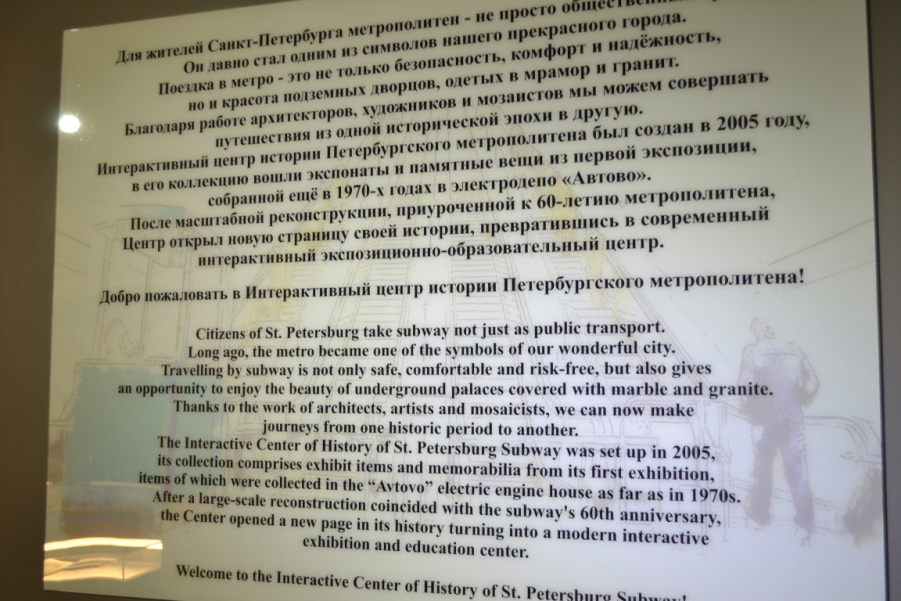 Для жителей Санкт-Петербурга метрополитен - не просто
Он давно стал одним из символов нашего прекрасного города.
Поездка в метро - это не только безопасность, комфорт и надёжность,
но и красота подземных дворцов, одетых в мрамор и гранит.
Благодаря работе архитекторов, художников и мозаистов мы можем совершать
путешествия из одной исторической эпохи в другую.
Интерактивный центр истории Петербургского метрополитена был создан в 2005 году,
в его коллекцию вошли экспонаты и памятные вещи из первой экспозиции,
собранной ещё в 1970-х годах в электродепо «Автово».
После масштабной реконструкции, приуроченной к 60-летию метрополитена,
Центр открыл новую страницу своей истории, превратившись в современный
интерактивный экспозиционно-образовательный центр.
Добро пожаловать в Интерактивный центр истории Петербургского метрополитена!
Citizens of St. Petersburg take subway not just as public transport.
Long ago, the metro became one of the symbols of our wonderful city.
Travelling by subway is not only safe, comfortable and risk-free, but also gives
an opportunity to enjoy the beauty of underground palaces covered with marble and granite.
Thanks to the work of architects, artists and mosaicists, we can now make
journeys from one historic period to another.
The Interactive Center of History of St. Petersburg Subway was set up in 2005,
its collection comprises exhibit items and memorabilia from its first exhibition,
items of which were collected in the “Avtovo” electric engine house as far as in 1970s.
After a large-scale reconstruction coincided with the subway's 60th anniversary,
the Center opened a new page in its history turning into a modern interactive
exhibition and education center.
Welcome to the Interactive Center of History of St. Petersburg Subway!